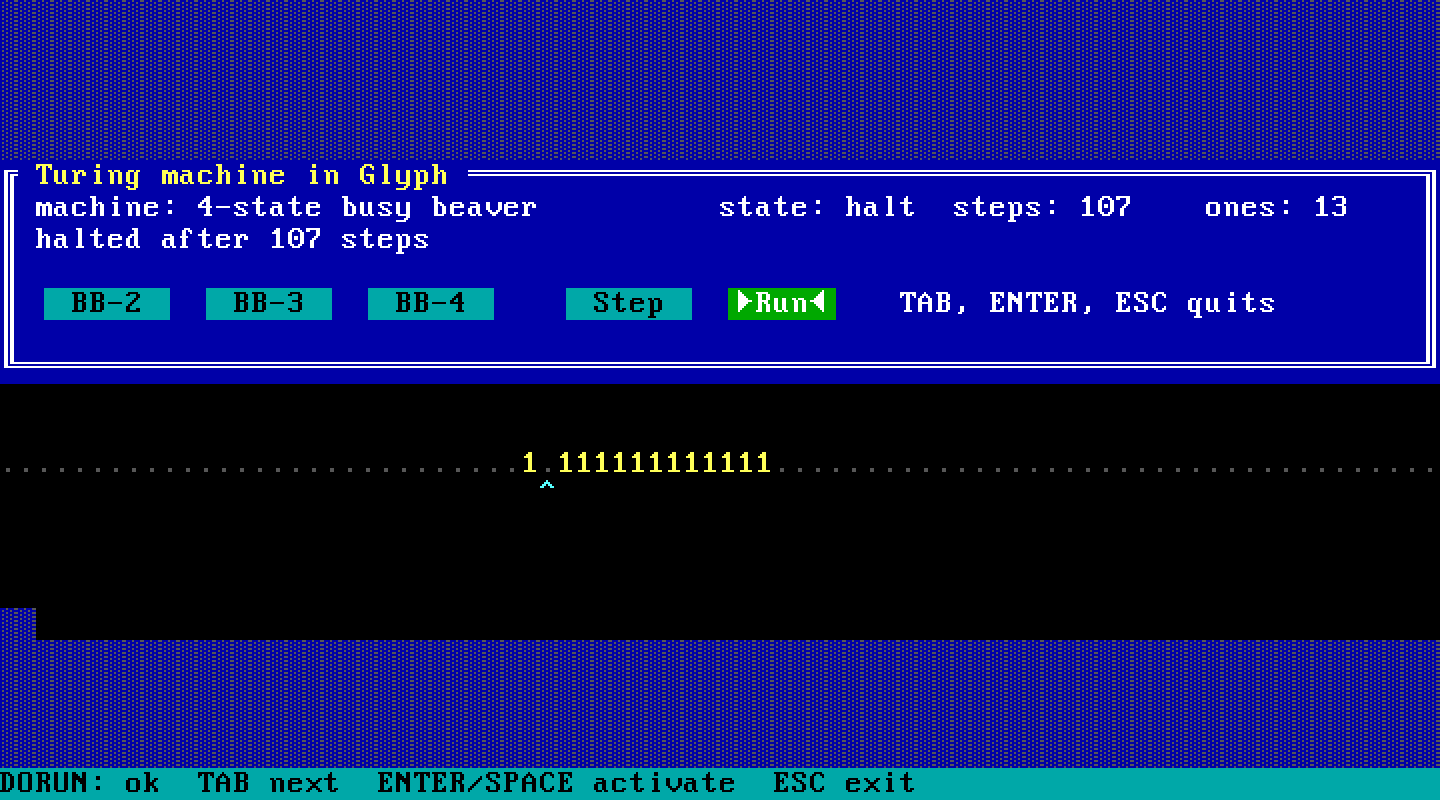 Turing machine in Glyph
machine: 4-state busy beaver state: halt steps: 107 ones: 13
halted after 107 steps
BB-2 BB-3 BB-4 Step ►Run◄ TAB, ENTER, ESC quits
.............................1.111111111111.....................................
^
DORUN: ok TAB next ENTER/SPACE activate ESC exit